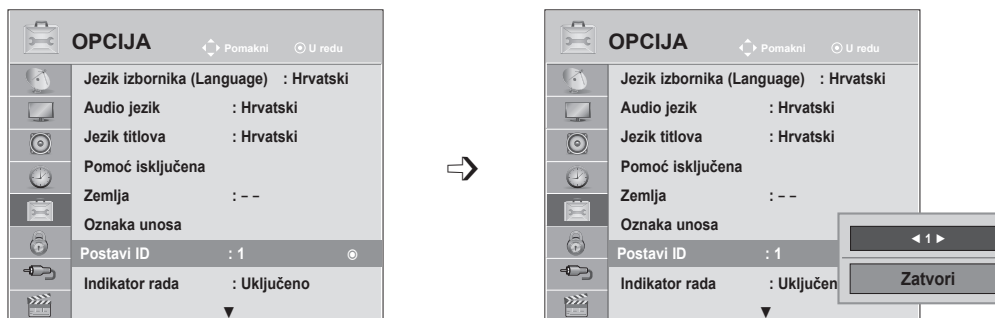 OPCIJA
Pomakni
U redu
Jezik izbornika (Language) : Hrvatski
Audio jezik : Hrvatski
Jezik titlova : Hrvatski
Pomoć isključena
Zemlja : – –
Oznaka unosa
Postavi ID : 1
Indikator rada : Uključeno
▼
OPCIJA
Pomakni
U redu
Jezik izbornika (Language) : Hrvatski
Audio jezik : Hrvatski
Jezik titlova : Hrvatski
Pomoć isključena
Zemlja : – –
Oznaka unosa
Postavi ID : 1
◀ 1 ▶
Indikator rada : Uključen
Zatvori
▼